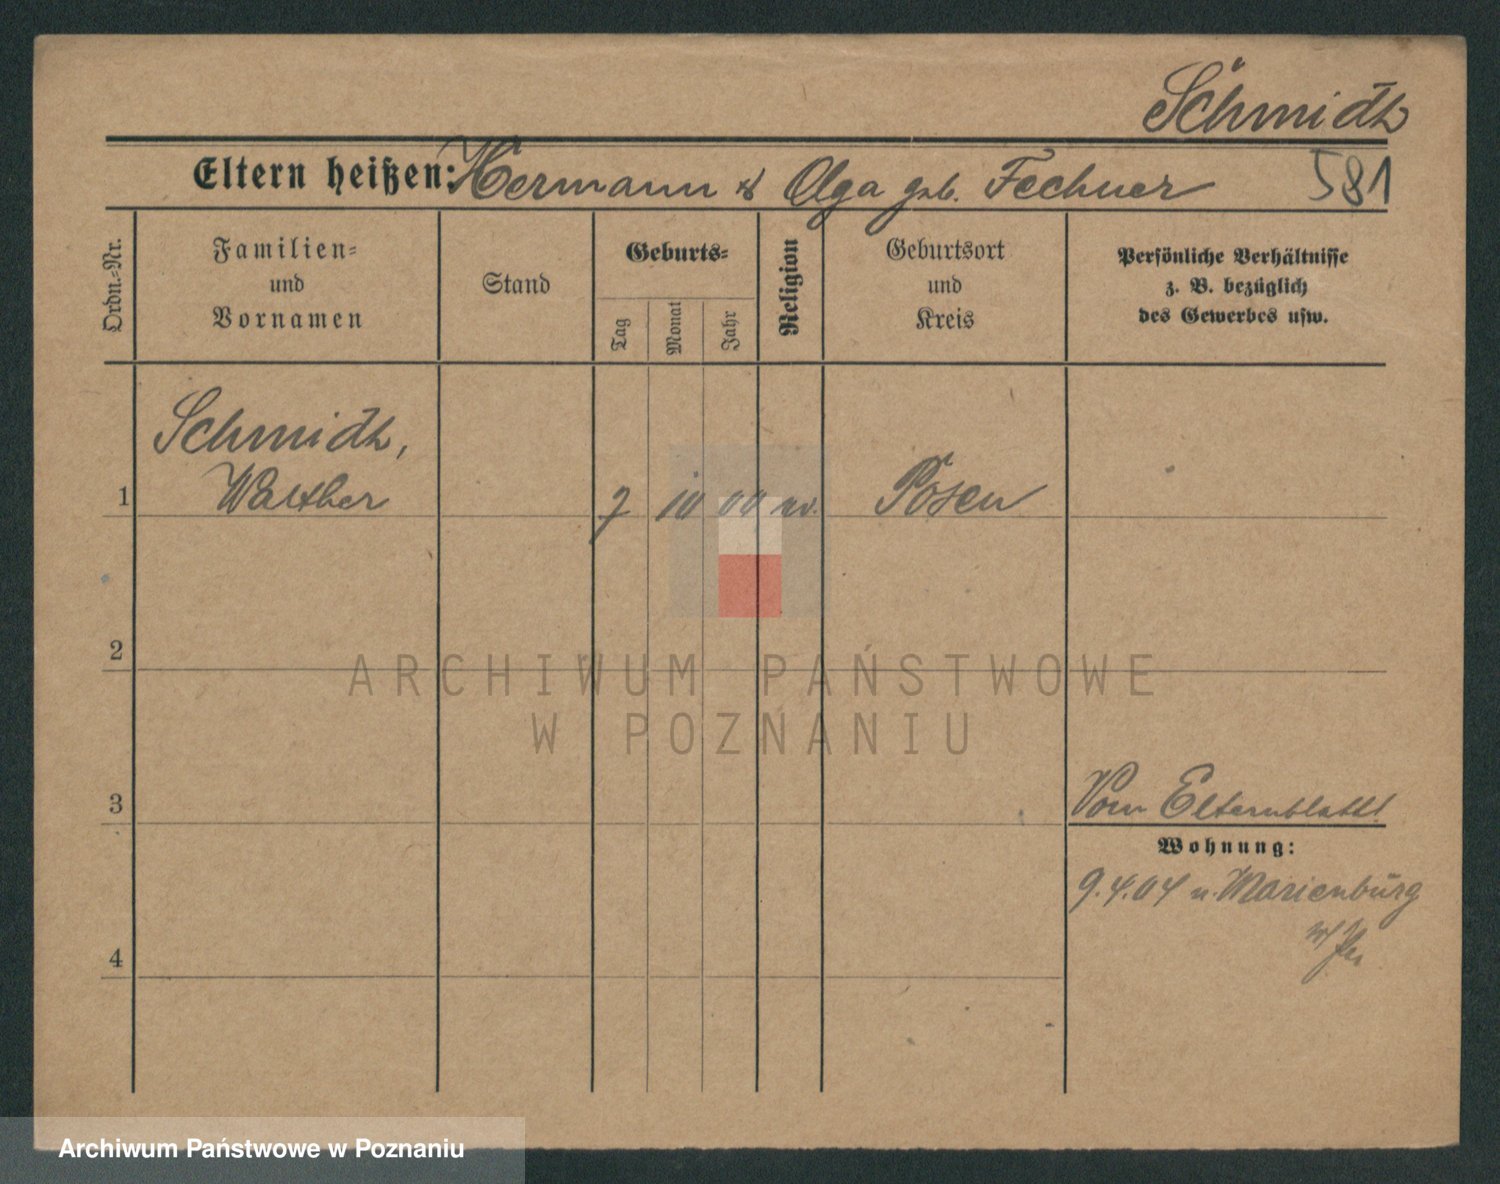 Schmidt
Eltern heißen: Hermann & Olga geb. Fechner 581
Ordn.-Nr.
Familien- und Vornamen
Stand
Geburts-
Tag
Monat
Jahr
Religion
Geburtsort und Kreis
Persönliche Verhältnisse
z. B. bezüglich
des Gewerbes usw.
Schmidt,
1 Walther 7 10 ev. Posen
2
ARCHIWUM PAŃSTWOWE
W POZNANIU
3 Vom Elternblatt!
Wohnung:
9.4.04 n. Marienburg
4
Archiwum Państwowe w Poznaniu